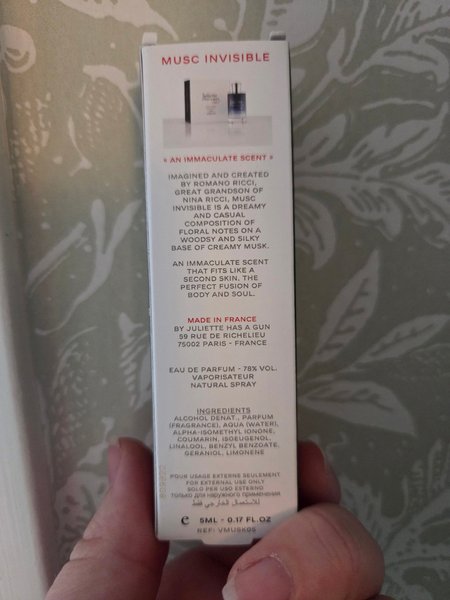 MUSC INVISIBLE
« AN IMMACULATE SCENT »
IMAGINED AND CREATED
BY ROMANO RICCI,
GREAT GRANDSON OF
NINA RICCI, MUSC
INVISIBLE IS A DREAMY
AND CASUAL
COMPOSITION OF
FLORAL NOTES ON A
WOODSY AND SILKY
BASE OF CREAMY MUSK.
AN IMMACULATE SCENT
THAT FITS LIKE A
SECOND SKIN, THE
PERFECT FUSION OF
BODY AND SOUL.
MADE IN FRANCE
BY JULIETTE HAS A GUN
59 RUE DE RICHELIEU
75002 PARIS - FRANCE
EAU DE PARFUM - 78% VOL.
VAPORISATEUR
NATURAL SPRAY
INGREDIENTS
ALCOHOL DENAT., PARFUM
(FRAGRANCE), AQUA (WATER),
ALPHA-ISOMETHYL IONONE,
COUMARIN, ISOEUGENOL,
LINALOOL, BENZYL BENZOATE,
GERANIOL, LIMONENE
POUR USAGE EXTERNE SEULEMENT
FOR EXTERNAL USE ONLY
SOLO PER USO ESTERNO
только для наружного применения
للاستعمال الخارجي فقط
e 5ML - 0.17 FL.OZ
REF: VMUSK05